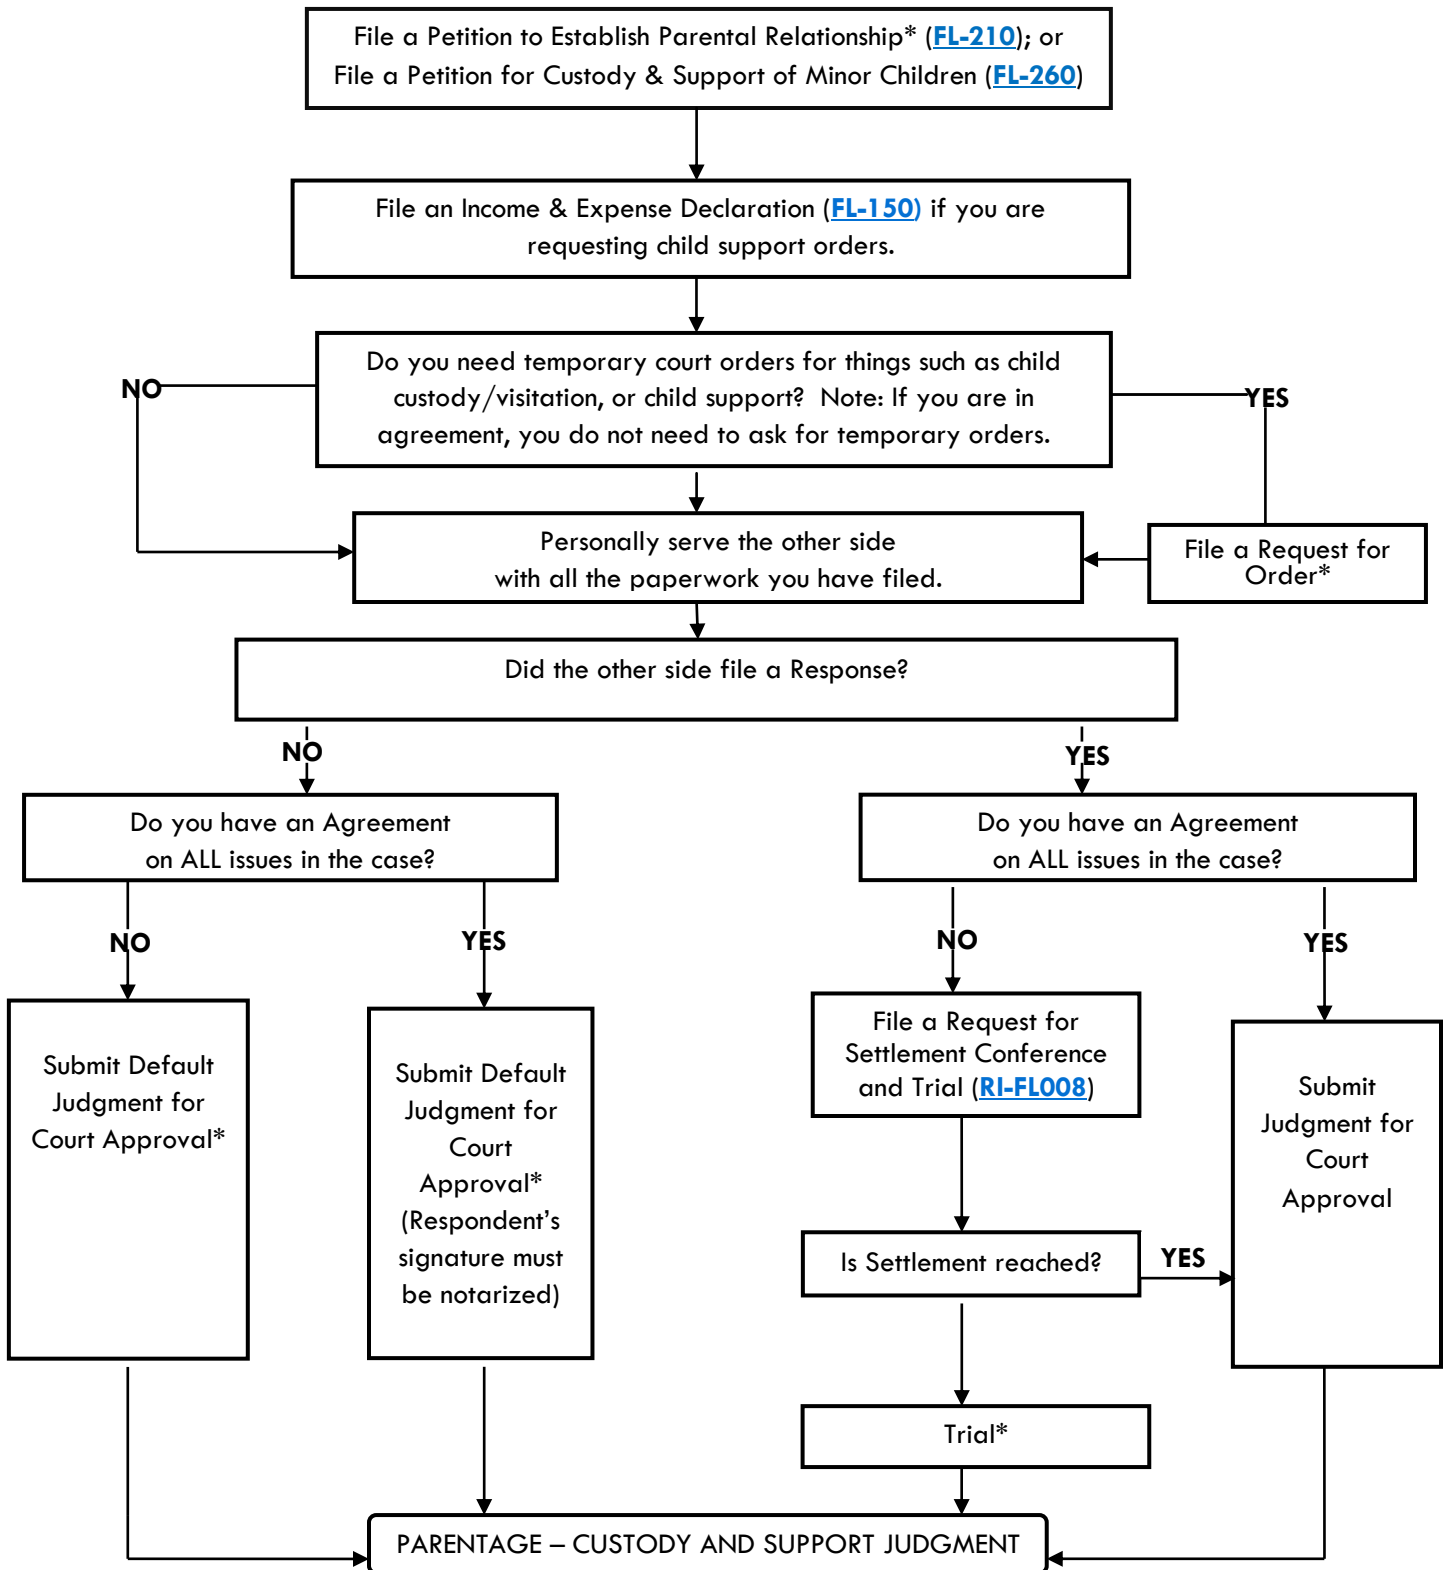 File a Petition to Establish Parental Relationship* (FL-210); or
File a Petition for Custody & Support of Minor Children (FL-260)
File an Income & Expense Declaration (FL-150) if you are
requesting child support orders.
Do you need temporary court orders for things such as child
custody/visitation, or child support? Note: If you are in
agreement, you do not need to ask for temporary orders.
NO
YES
Personally serve the other side
with all the paperwork you have filed.
File a Request for
Order*
Did the other side file a Response?
NO
YES
Do you have an Agreement
on ALL issues in the case?
Do you have an Agreement
on ALL issues in the case?
NO
YES
NO
YES
Submit Default
Judgment for
Court Approval*
Submit Default
Judgment for
Court
Approval*
(Respondent’s
signature must
be notarized)
File a Request for
Settlement Conference
and Trial (RI-FL008)
Submit
Judgment for
Court
Approval
Is Settlement reached?
YES
Trial*
PARENTAGE – CUSTODY AND SUPPORT JUDGMENT